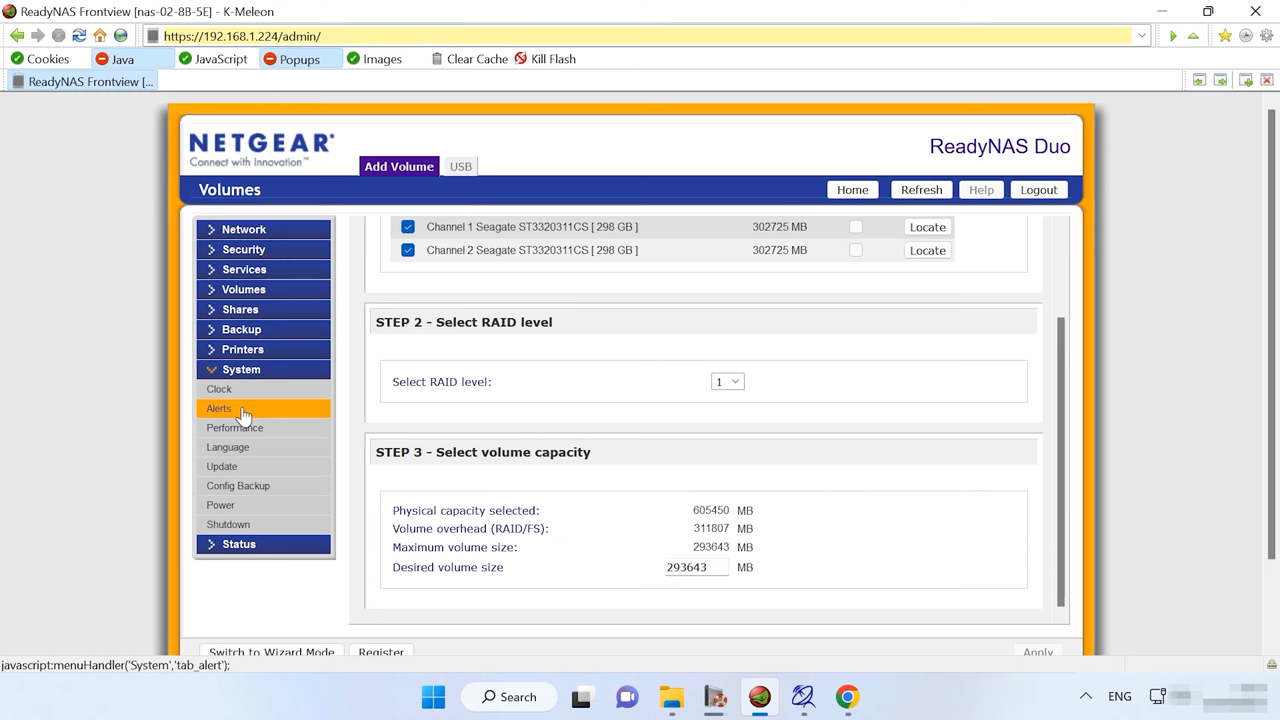 ReadyNAS Frontview [nas-02-8B-5E] - K-Meleon
https://192.168.1.224/admin/
Cookies Java JavaScript Popups Images Clear Cache Kill Flash
ReadyNAS Frontview [...
NETGEAR®
Connect with Innovation™
Add Volume USB
ReadyNAS Duo
Volumes
Home Refresh Help Logout
Network
Security
Services
Volumes
Shares
Backup
Printers
System
Clock
Alerts
Performance
Language
Update
Config Backup
Power
Shutdown
Status
Channel 1 Seagate ST3320311CS [ 298 GB ] 302725 MB Locate
Channel 2 Seagate ST3320311CS [ 298 GB ] 302725 MB Locate
STEP 2 - Select RAID level
Select RAID level: 1
STEP 3 - Select volume capacity
Physical capacity selected: 605450 MB
Volume overhead (RAID/FS): 311807 MB
Maximum volume size: 293643 MB
Desired volume size 293643 MB
Switch to Wizard Mode Register Apply
javascript:menuHandler('System','tab_alert');
Search
ENG